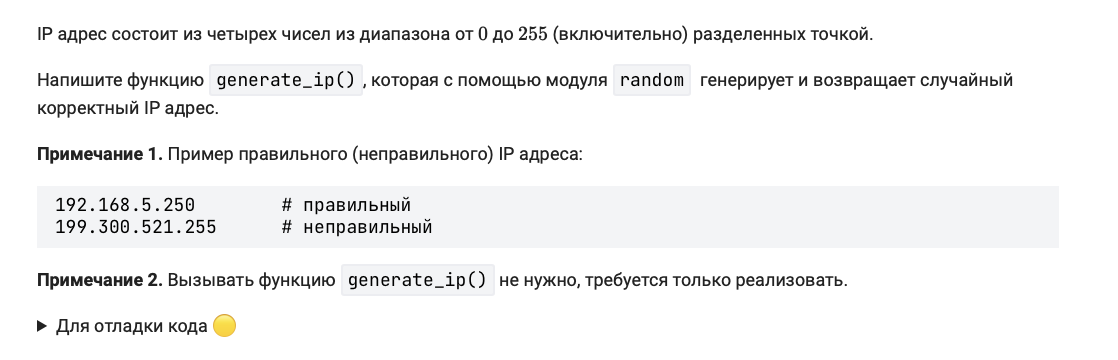 IP адрес состоит из четырех чисел из диапазона от 0 до 255 (включительно) разделенных точкой.
Напишите функцию generate_ip(), которая с помощью модуля random генерирует и возвращает случайный
корректный IP адрес.
Примечание 1. Пример правильного (неправильного) IP адреса:
192.168.5.250 # правильный
199.300.521.255 # неправильный
Примечание 2. Вызывать функцию generate_ip() не нужно, требуется только реализовать.
Для отладки кода